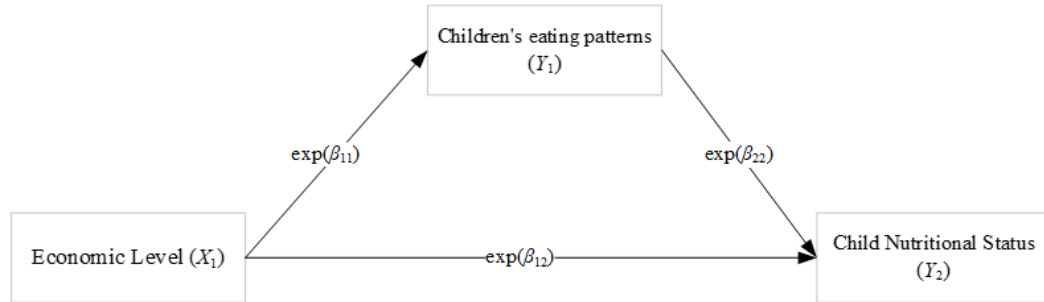 Children's eating patterns
(Y₁)
exp(β₁₁)
exp(β₂₂)
Economic Level (X₁)
exp(β₁₂)
Child Nutritional Status
(Y₂)